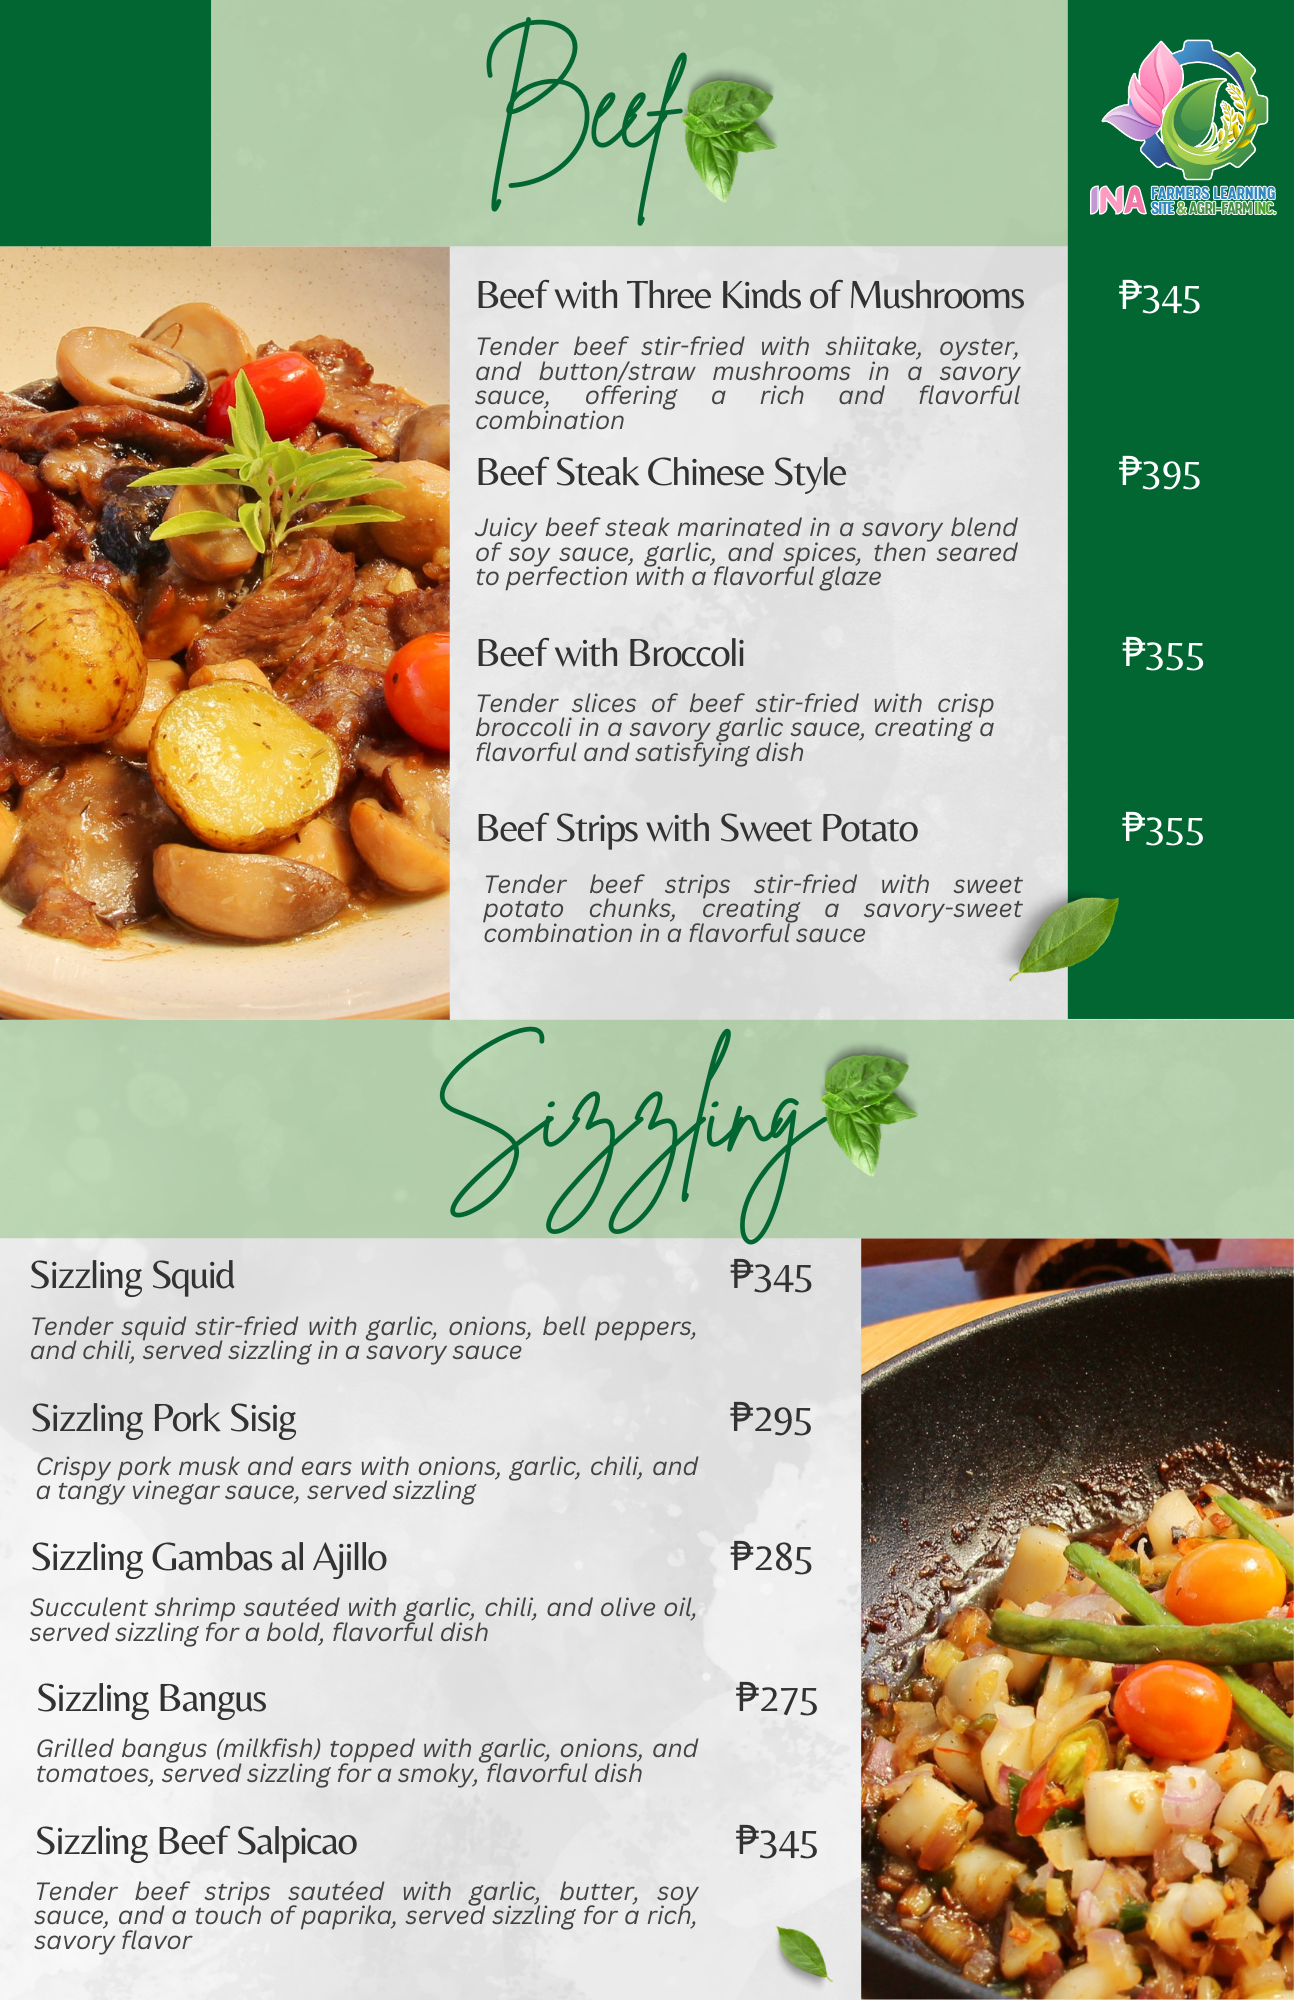 Beef
INA FARMERS LEARNING
SITE & AGRI-FARM INC.
Beef with Three Kinds of Mushrooms ₱345
Tender beef stir-fried with shiitake, oyster,
and button/straw mushrooms in a savory
sauce, offering a rich and flavorful
combination
Beef Steak Chinese Style ₱395
Juicy beef steak marinated in a savory blend
of soy sauce, garlic, and spices, then seared
to perfection with a flavorful glaze
Beef with Broccoli ₱355
Tender slices of beef stir-fried with crisp
broccoli in a savory garlic sauce, creating a
flavorful and satisfying dish
Beef Strips with Sweet Potato ₱355
Tender beef strips stir-fried with sweet
potato chunks, creating a savory-sweet
combination in a flavorful sauce
Sizzling
Sizzling Squid ₱345
Tender squid stir-fried with garlic, onions, bell peppers,
and chili, served sizzling in a savory sauce
Sizzling Pork Sisig ₱295
Crispy pork musk and ears with onions, garlic, chili, and
a tangy vinegar sauce, served sizzling
Sizzling Gambas al Ajillo ₱285
Succulent shrimp sautéed with garlic, chili, and olive oil,
served sizzling for a bold, flavorful dish
Sizzling Bangus ₱275
Grilled bangus (milkfish) topped with garlic, onions, and
tomatoes, served sizzling for a smoky, flavorful dish
Sizzling Beef Salpicao ₱345
Tender beef strips sautéed with garlic, butter, soy
sauce, and a touch of paprika, served sizzling for a rich,
savory flavor